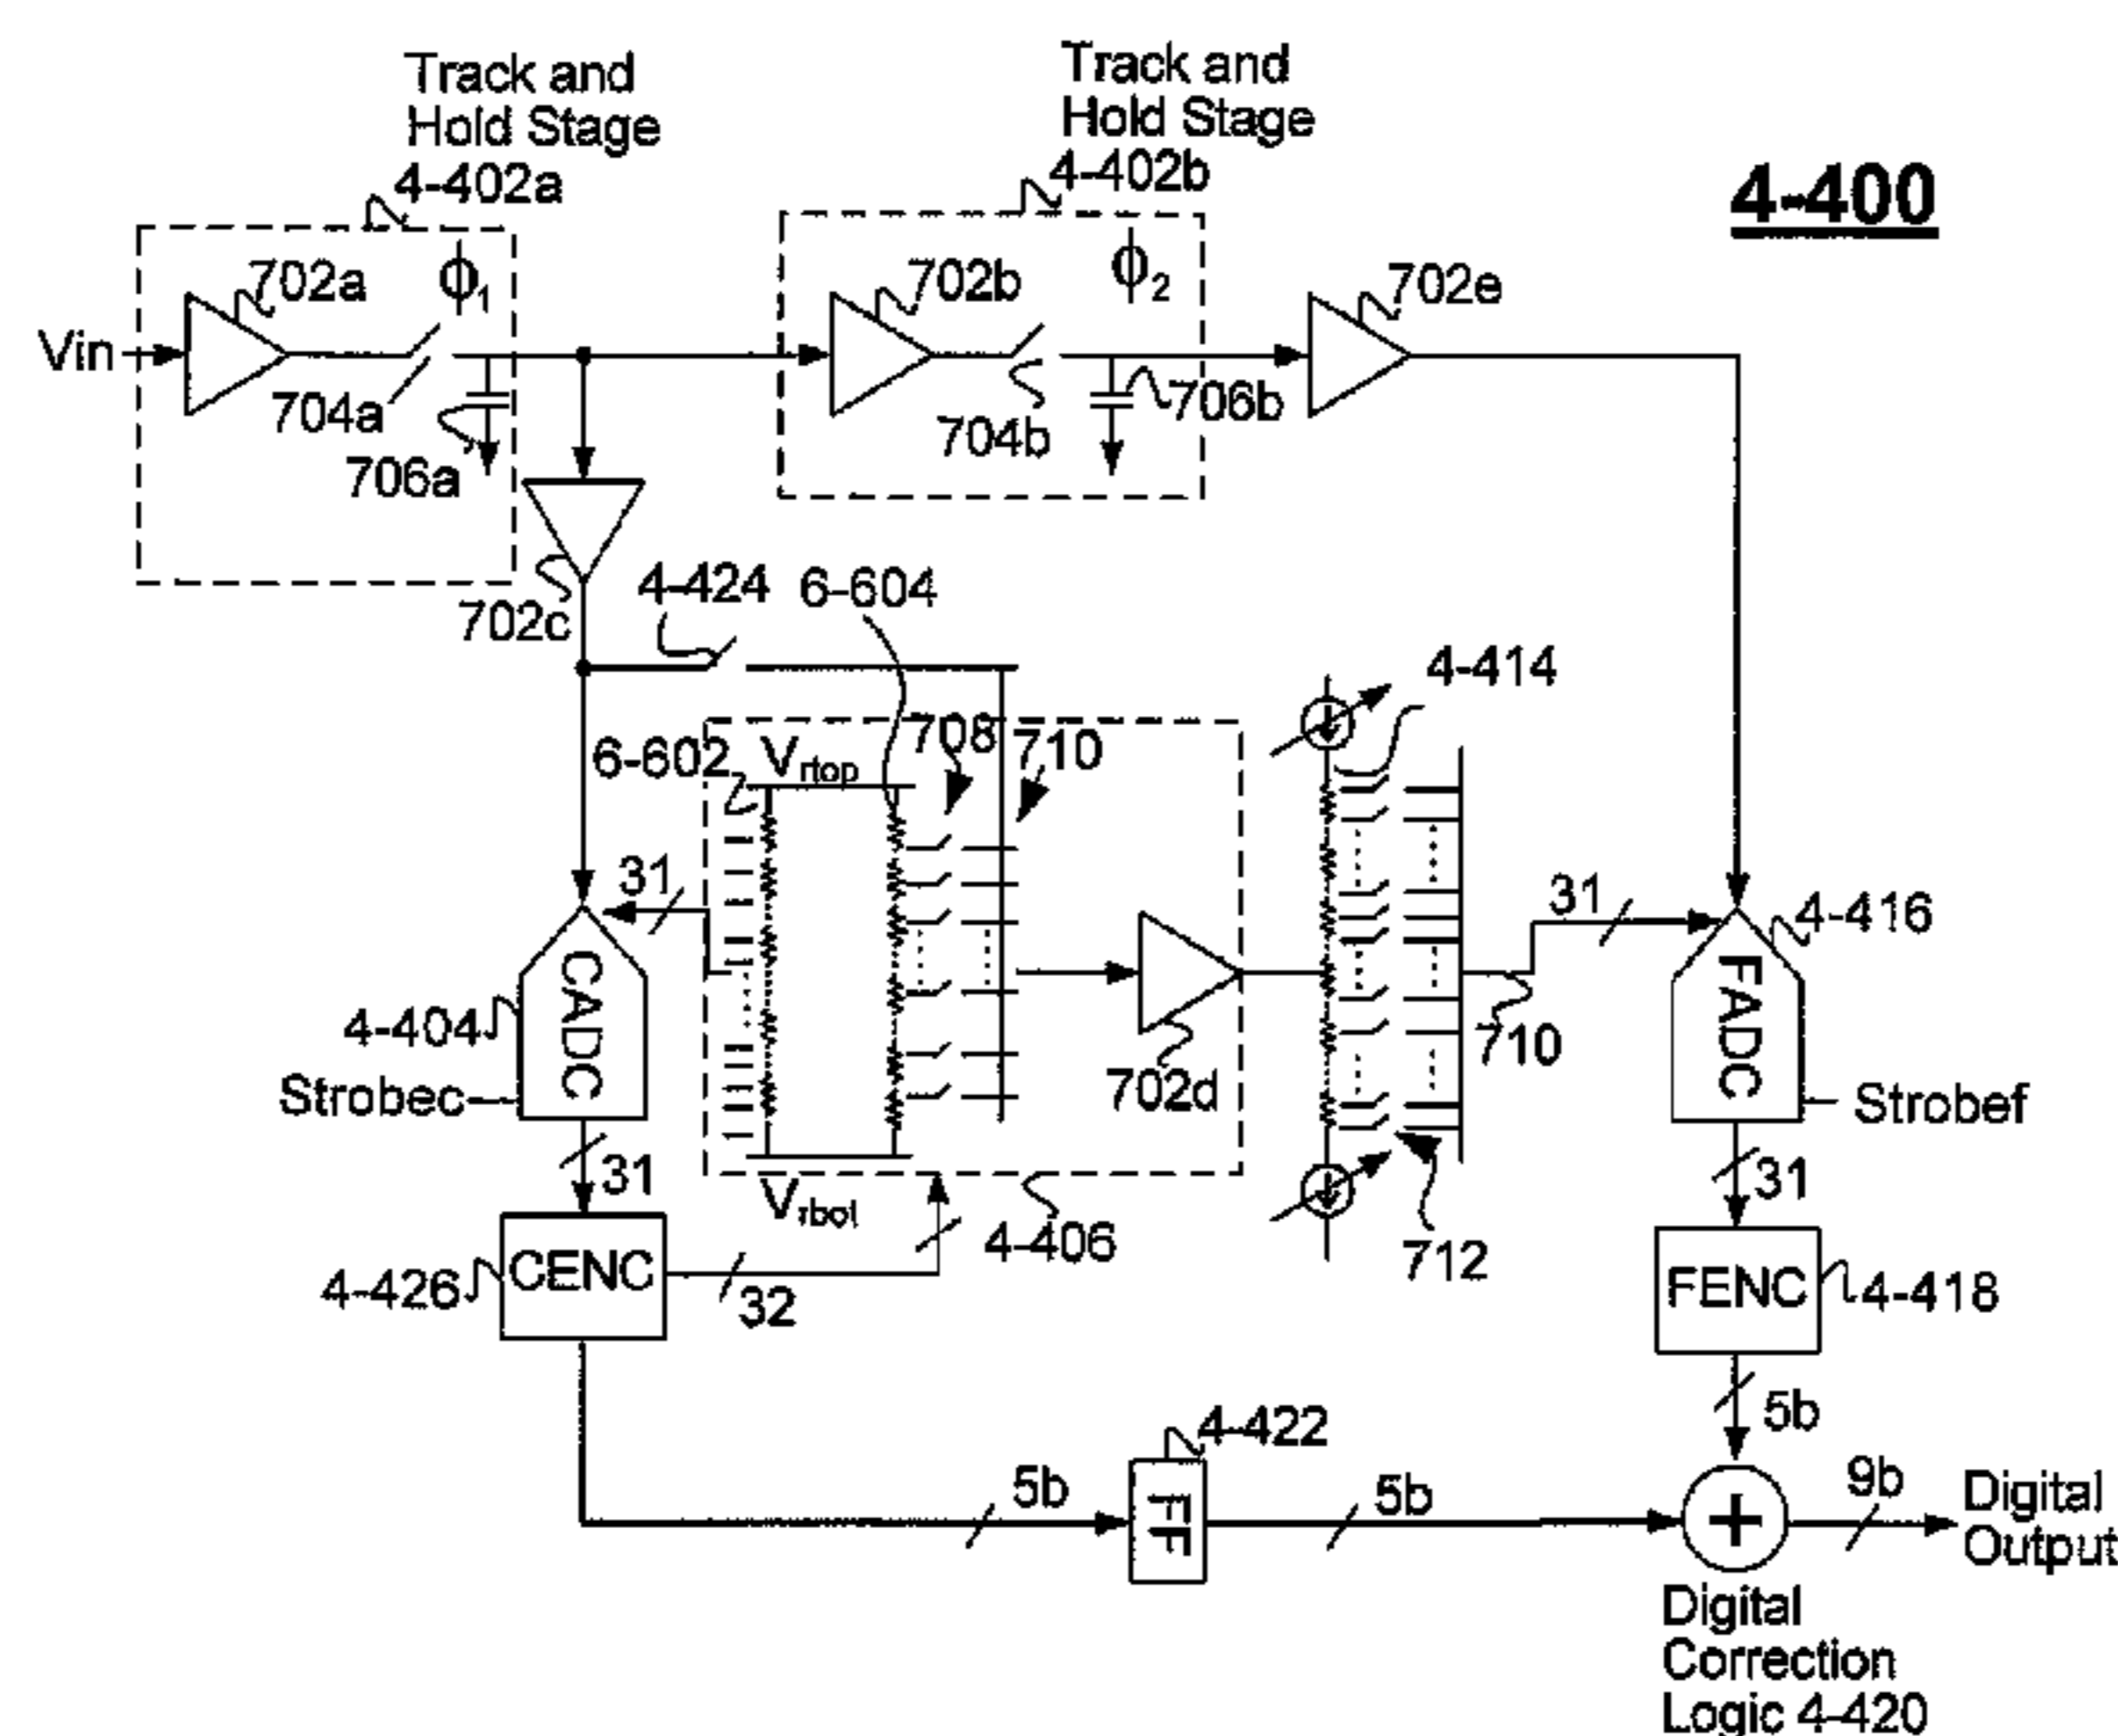 Track and
Hold Stage
4-402a
Track and
Hold Stage
4-402b
4-400
702a
ϕ1
702b
ϕ2
702e
Vin
704a
706a
704b
706b
702c
4-424
6-604
4-414
6-602
Vrtop
708
710
31
31
4-416
CADC
FADC
4-404
702d
710
Strobec
Strobef
31
Vrbot
4-406
712
31
4-426
CENC
32
FENC
4-418
4-422
5b
5b
FF
5b
9b
Digital
Output
+
Digital
Correction
Logic 4-420